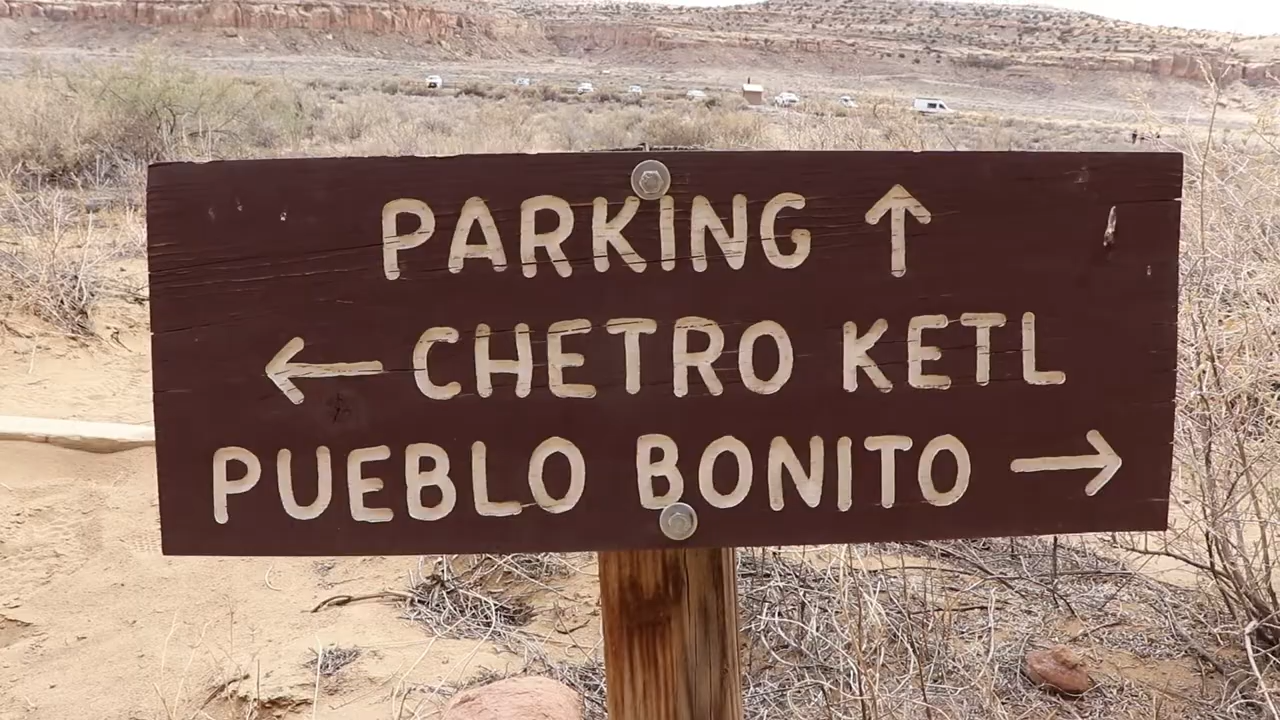 PARKING ↑
← CHETRO KETL
PUEBLO BONITO →